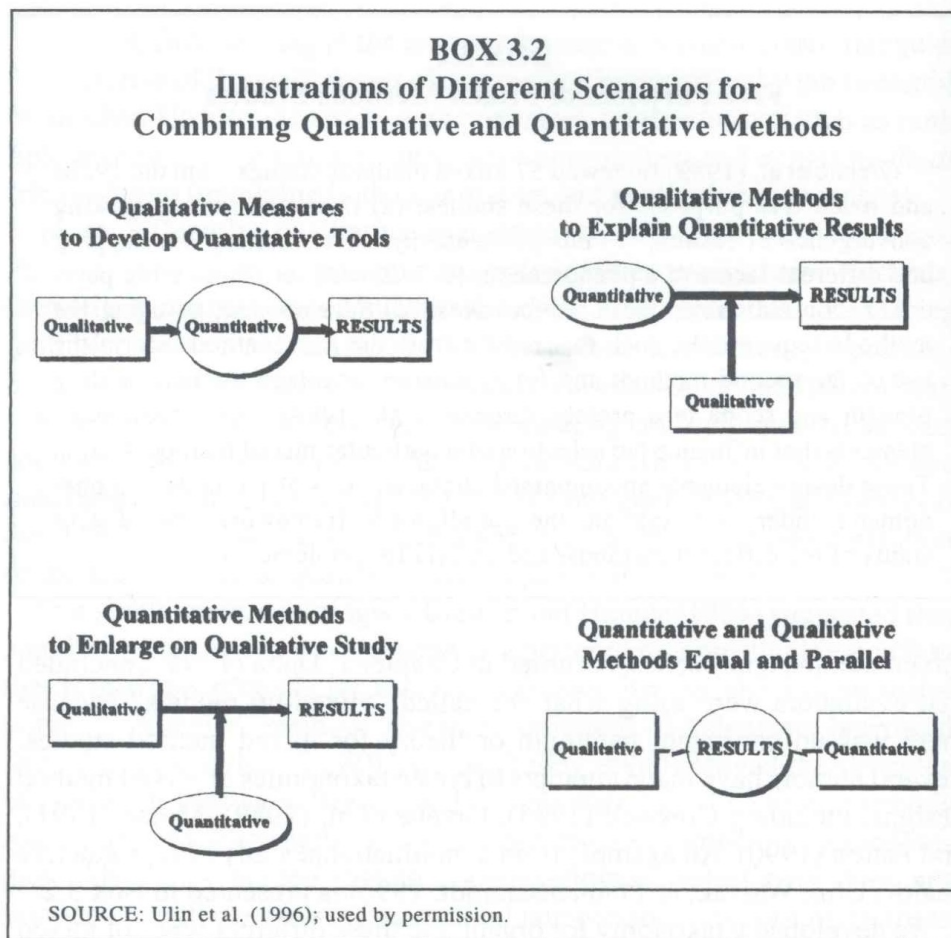 BOX 3.2
Illustrations of Different Scenarios for
Combining Qualitative and Quantitative Methods
Qualitative Measures
to Develop Quantitative Tools
Qualitative
Quantitative
RESULTS
Qualitative Methods
to Explain Quantitative Results
Quantitative
RESULTS
Qualitative
Quantitative Methods
to Enlarge on Qualitative Study
Qualitative
RESULTS
Quantitative
Quantitative and Qualitative
Methods Equal and Parallel
Qualitative
RESULTS
Quantitative
SOURCE: Ulin et al. (1996); used by permission.